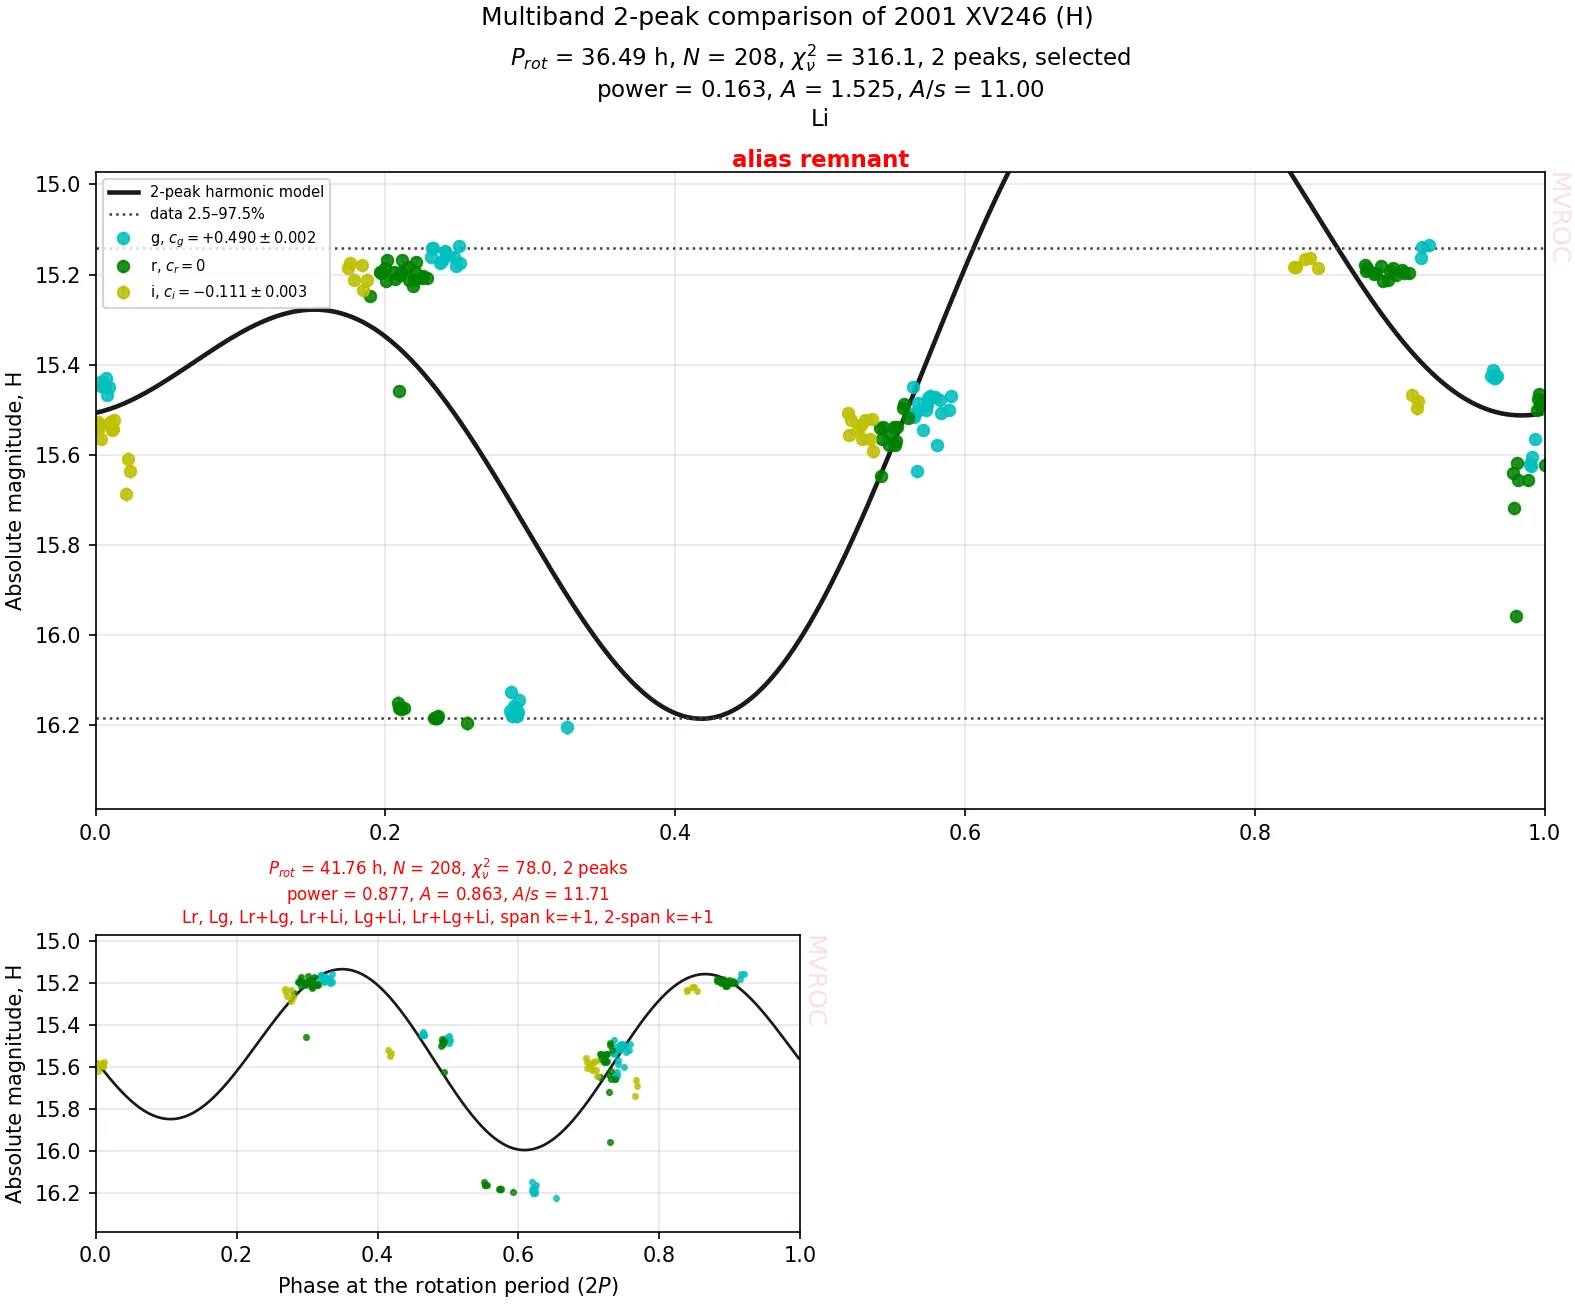 Multiband 2-peak comparison of 2001 XV246 (H)
P_rot = 36.49 h, N = 208, χ²_ν = 316.1, 2 peaks, selected
power = 0.163, A = 1.525, A/s = 11.00
Li
alias remnant
2-peak harmonic model
data 2.5–97.5%
g, c_g = +0.490 ± 0.002
r, c_r = 0
i, c_i = −0.111 ± 0.003
MVROC
Absolute magnitude, H
15.0
15.2
15.4
15.6
15.8
16.0
16.2
0.0 0.2 0.4 0.6 0.8 1.0
P_rot = 41.76 h, N = 208, χ²_ν = 78.0, 2 peaks
power = 0.877, A = 0.863, A/s = 11.71
Lr, Lg, Lr+Lg, Lr+Li, Lg+Li, Lr+Lg+Li, span k=+1, 2-span k=+1
MVROC
Absolute magnitude, H
15.0
15.2
15.4
15.6
15.8
16.0
16.2
0.0 0.2 0.4 0.6 0.8 1.0
Phase at the rotation period (2P)